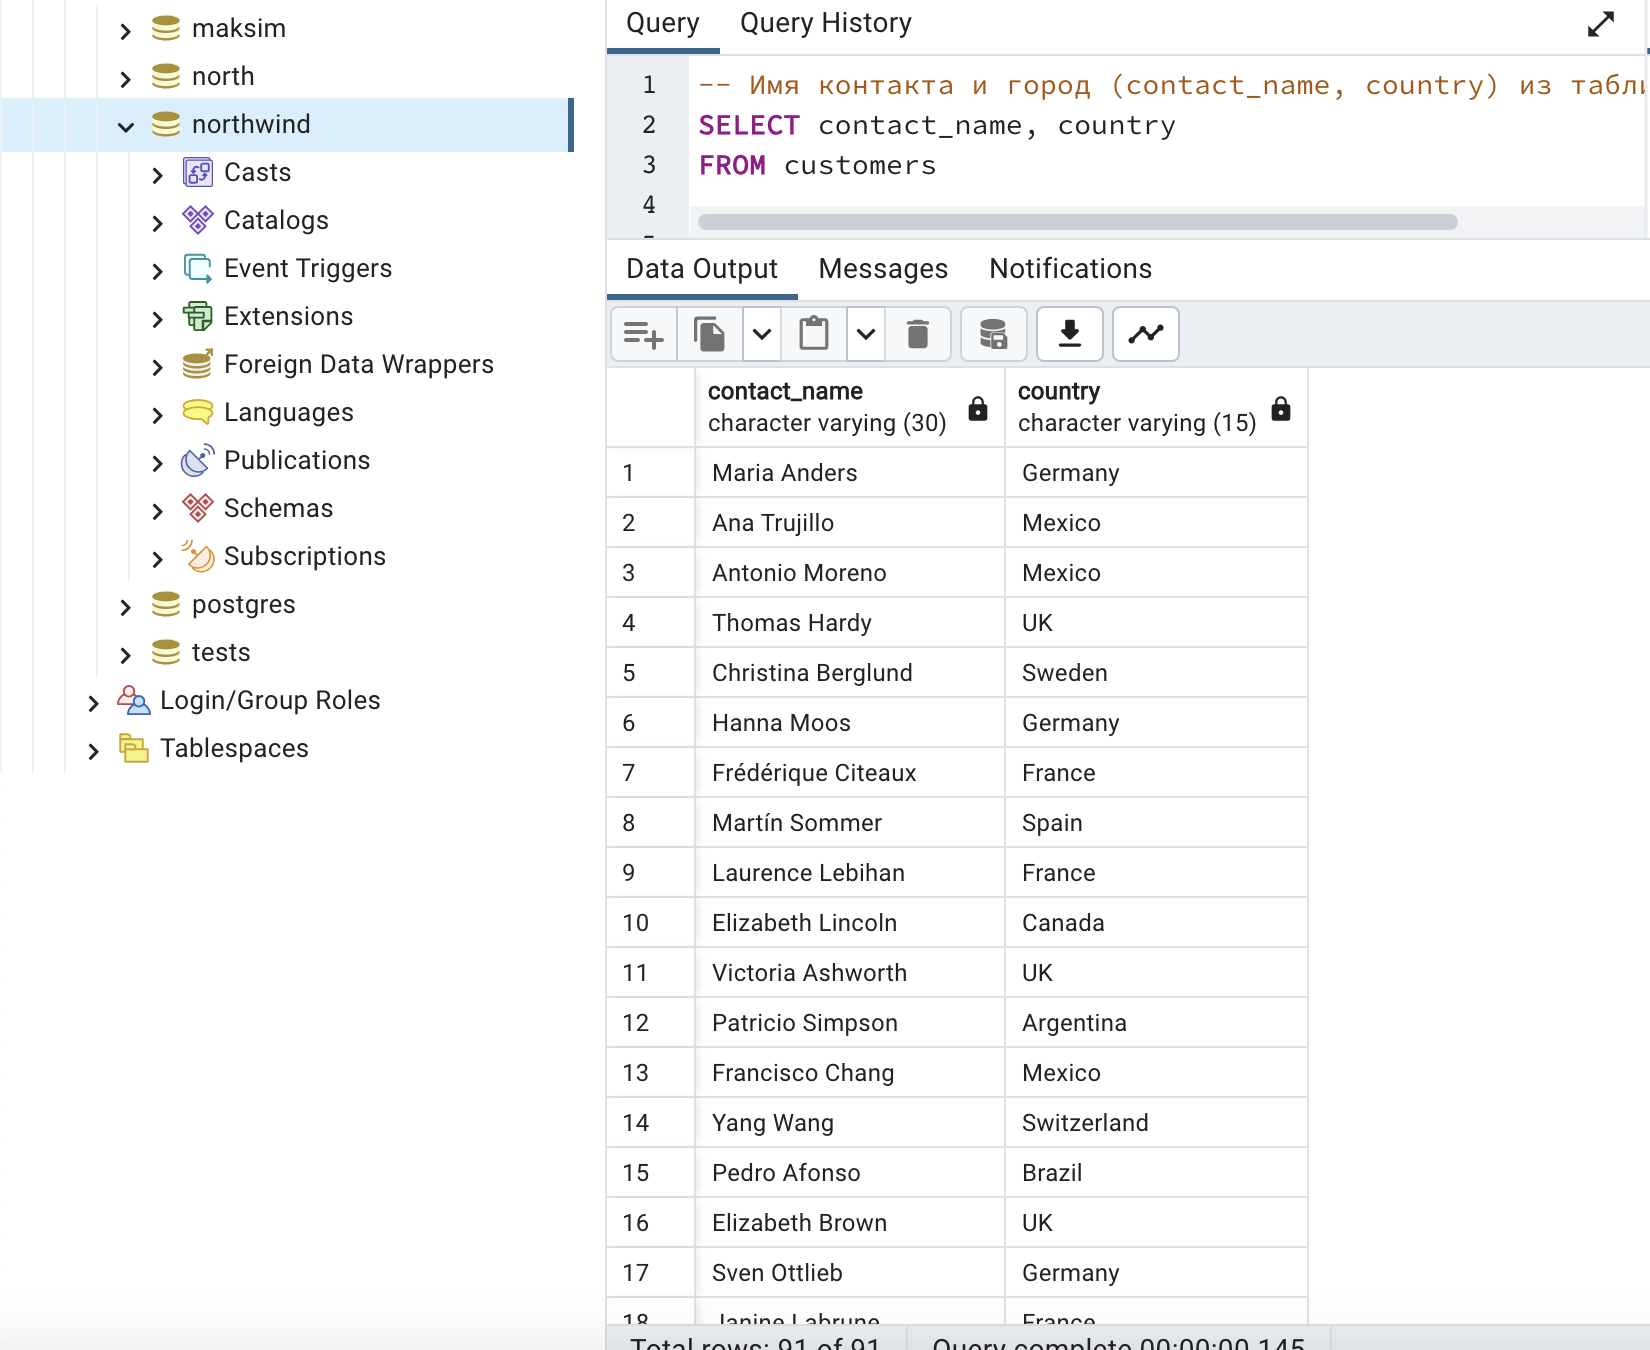 maksim
north
northwind
Casts
Catalogs
Event Triggers
Extensions
Foreign Data Wrappers
Languages
Publications
Schemas
Subscriptions
postgres
tests
Login/Group Roles
Tablespaces
Query Query History
1 -- Имя контакта и город (contact_name, country) из табли
2 SELECT contact_name, country
3 FROM customers
4
Data Output Messages Notifications
contact_name country
character varying (30) character varying (15)
1 Maria Anders Germany
2 Ana Trujillo Mexico
3 Antonio Moreno Mexico
4 Thomas Hardy UK
5 Christina Berglund Sweden
6 Hanna Moos Germany
7 Frédérique Citeaux France
8 Martín Sommer Spain
9 Laurence Lebihan France
10 Elizabeth Lincoln Canada
11 Victoria Ashworth UK
12 Patricio Simpson Argentina
13 Francisco Chang Mexico
14 Yang Wang Switzerland
15 Pedro Afonso Brazil
16 Elizabeth Brown UK
17 Sven Ottlieb Germany
18 Janine Labrune France
Total rows: 91 of 91 Query complete 00:00:00.145